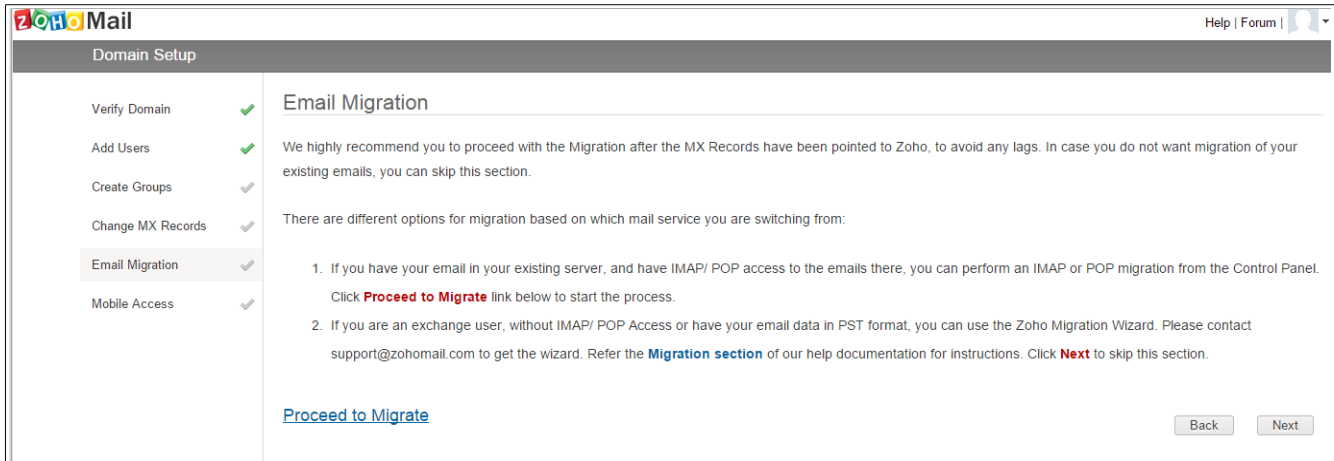 ZOHO Mail
Help | Forum |
Domain Setup
Verify Domain
Add Users
Create Groups
Change MX Records
Email Migration
Mobile Access
Email Migration
We highly recommend you to proceed with the Migration after the MX Records have been pointed to Zoho, to avoid any lags. In case you do not want migration of your
existing emails, you can skip this section.
There are different options for migration based on which mail service you are switching from:
1. If you have your email in your existing server, and have IMAP/ POP access to the emails there, you can perform an IMAP or POP migration from the Control Panel.
Click Proceed to Migrate link below to start the process.
2. If you are an exchange user, without IMAP/ POP Access or have your email data in PST format, you can use the Zoho Migration Wizard. Please contact
support@zohomail.com to get the wizard. Refer the Migration section of our help documentation for instructions. Click Next to skip this section.
Proceed to Migrate
Back
Next